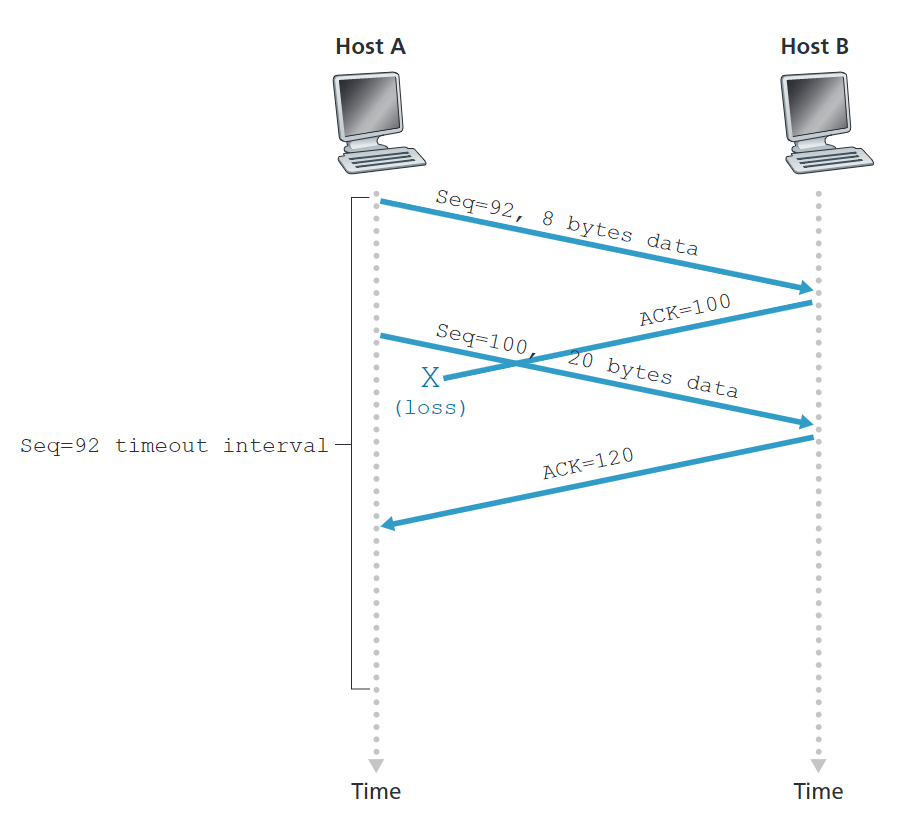 Host A
Host B
Seq=92, 8 bytes data
ACK=100
Seq=100, 20 bytes data
X
(loss)
Seq=92 timeout interval
ACK=120
Time
Time